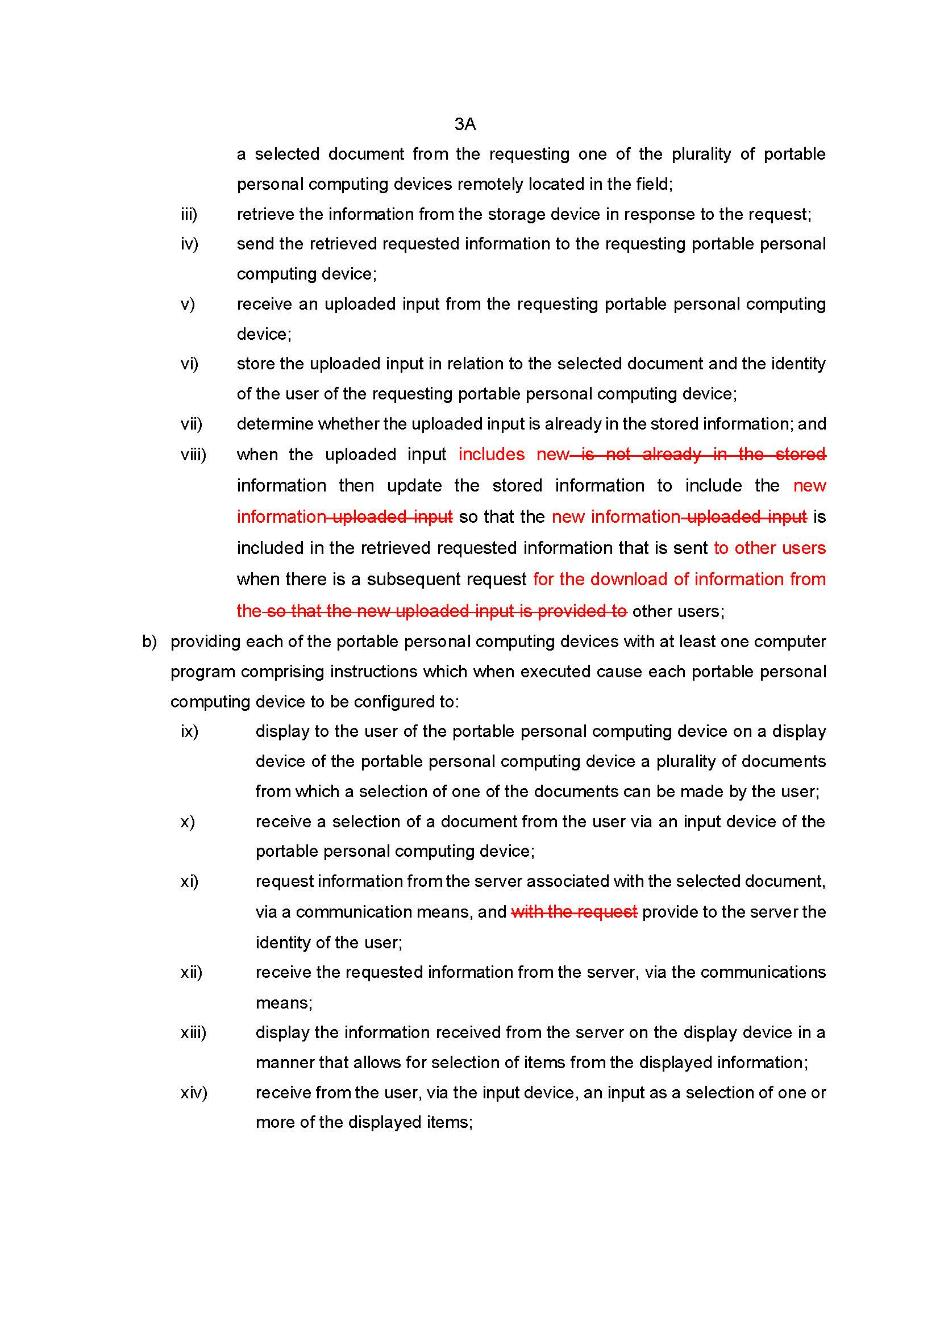 3A
a selected document from the requesting one of the plurality of portable
personal computing devices remotely located in the field;
iii) retrieve the information from the storage device in response to the request;
iv) send the retrieved requested information to the requesting portable personal
computing device;
v) receive an uploaded input from the requesting portable personal computing
device;
vi) store the uploaded input in relation to the selected document and the identity
of the user of the requesting portable personal computing device;
vii) determine whether the uploaded input is already in the stored information; and
viii) when the uploaded input includes new is not already in the stored
information then update the stored information to include the new
information uploaded input so that the new information uploaded input is
included in the retrieved requested information that is sent to other users
when there is a subsequent request for the download of information from
the so that the new uploaded input is provided to other users;
b) providing each of the portable personal computing devices with at least one computer
program comprising instructions which when executed cause each portable personal
computing device to be configured to:
ix) display to the user of the portable personal computing device on a display
device of the portable personal computing device a plurality of documents
from which a selection of one of the documents can be made by the user;
x) receive a selection of a document from the user via an input device of the
portable personal computing device;
xi) request information from the server associated with the selected document,
via a communication means, and with the request provide to the server the
identity of the user;
xii) receive the requested information from the server, via the communications
means;
xiii) display the information received from the server on the display device in a
manner that allows for selection of items from the displayed information;
xiv) receive from the user, via the input device, an input as a selection of one or
more of the displayed items;